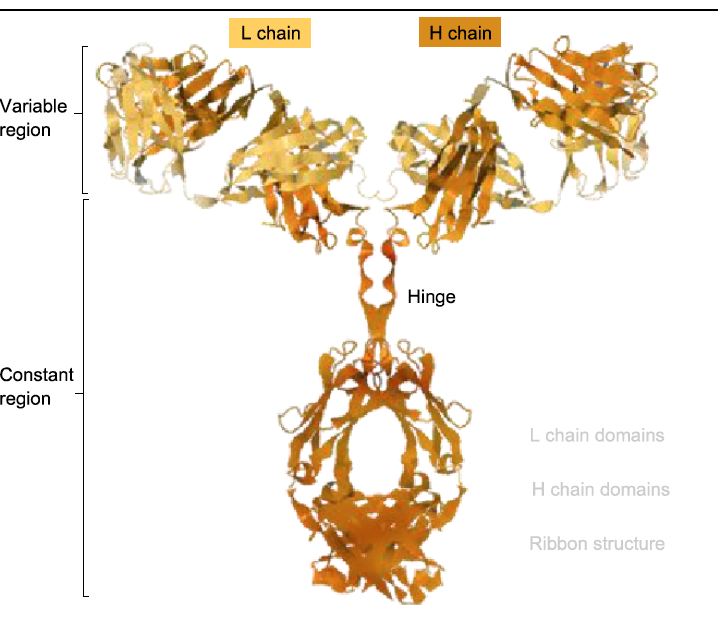 L chain
H chain
Variable
region
Hinge
Constant
region
L chain domains
H chain domains
Ribbon structure